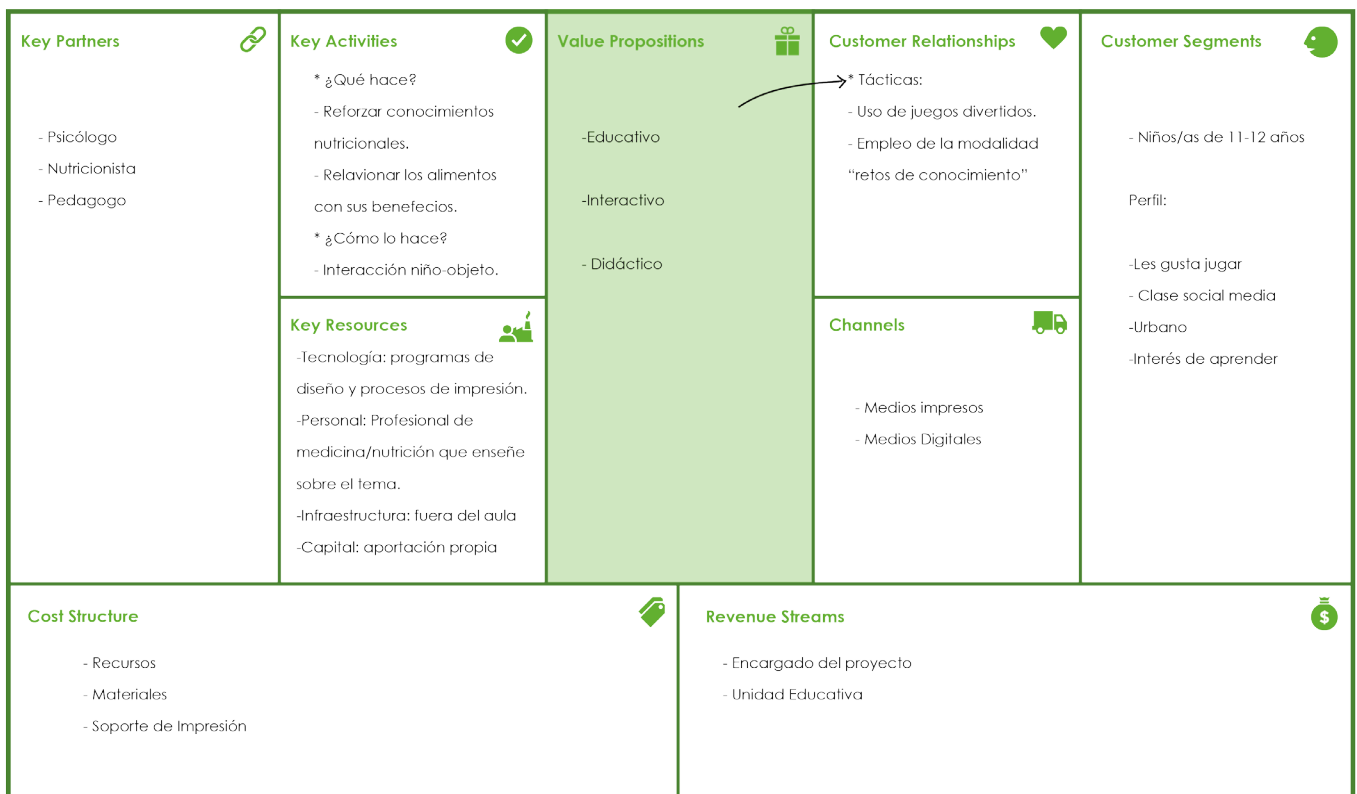 Key Partners
- Psicólogo
- Nutricionista
- Pedagogo
Key Activities
* ¿Qué hace?
- Reforzar conocimientos
nutricionales.
- Relavionar los alimentos
con sus benefecios.
* ¿Cómo lo hace?
- Interacción niño-objeto.
Key Resources
-Tecnología: programas de
diseño y procesos de impresión.
-Personal: Profesional de
medicina/nutrición que enseñe
sobre el tema.
-Infraestructura: fuera del aula
-Capital: aportación propia
Value Propositions
-Educativo
-Interactivo
- Didáctico
Customer Relationships
* Tácticas:
- Uso de juegos divertidos.
- Empleo de la modalidad
“retos de conocimiento”
Channels
- Medios impresos
- Medios Digitales
Customer Segments
- Niños/as de 11-12 años
Perfil:
-Les gusta jugar
- Clase social media
-Urbano
-Interés de aprender
Cost Structure
- Recursos
- Materiales
- Soporte de Impresión
Revenue Streams
$
- Encargado del proyecto
- Unidad Educativa